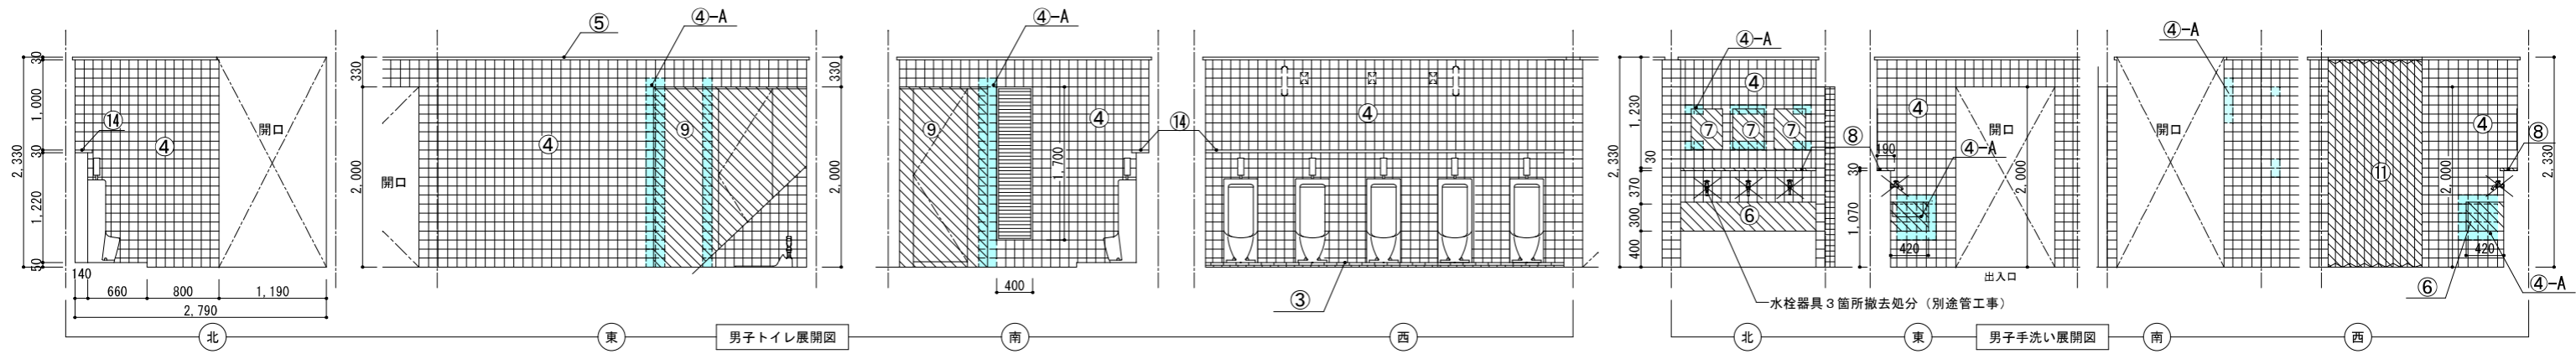 ⑤
④-A
④-A
④-A
④-A
30
330
330
④
1,000
⑭
開口
④
2,330
30
1,220
50
140
660
800
1,190
2,790
2,000
開口
④
⑨
2,000
⑨
④
⑭
1,700
400
④
③
2,330
1,230
30
370
300
400
⑦
⑦
⑦
⑧
⑥
水栓器具３箇所撤去処分（別途管工事）
30
1,070
④
190
④-A
開口
2,000
420
出入口
開口
⑪
④
⑧
2,000
2,330
420
⑥
④-A
北
東
男子トイレ展開図
南
西
北
東
男子手洗い展開図
南
西